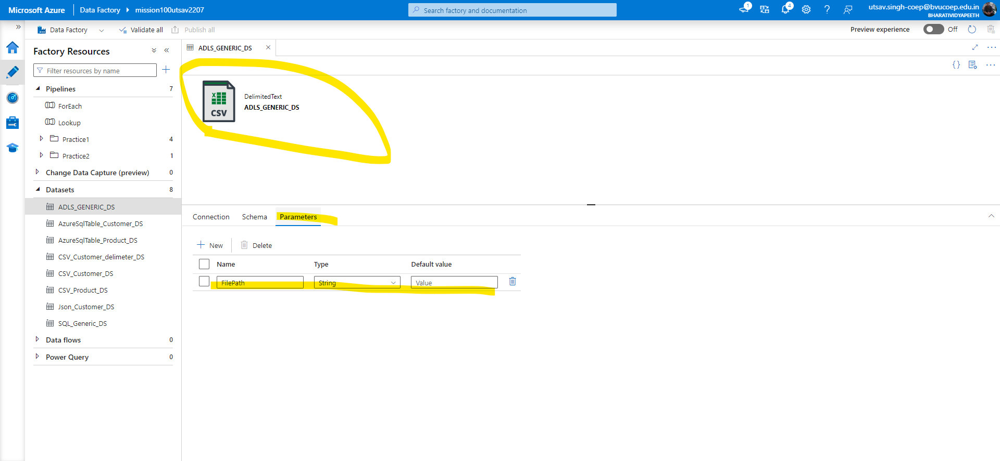 Microsoft Azure Data Factory mission100utsav2207 Search factory and documentation 1 4 utsav.singh-coep@bvucoep.edu.in
BHARATIVIDYAPEETH
Data Factory Validate all Publish all Preview experience Off
Factory Resources
Filter resources by name
Pipelines 7
ForEach
Lookup
Practice1 4
Practice2 1
Change Data Capture (preview) 0
Datasets 8
ADLS_GENERIC_DS
AzureSqlTable_Customer_DS
AzureSqlTable_Product_DS
CSV_Customer_delimeter_DS
CSV_Customer_DS
CSV_Product_DS
Json_Customer_DS
SQL_Generic_DS
Data flows 0
Power Query 0
ADLS_GENERIC_DS
X
CSV
DelimitedText
ADLS_GENERIC_DS
Connection Schema Parameters
New Delete
Name Type Default value
FilePath String Value